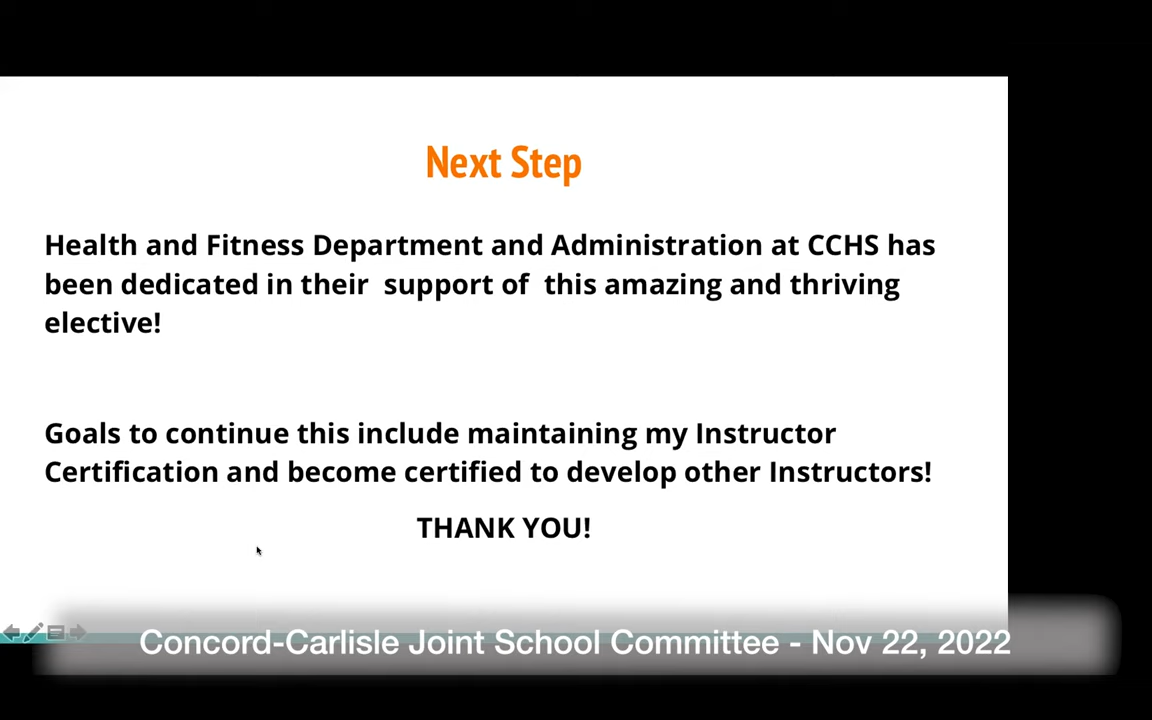 Next Step
Health and Fitness Department and Administration at CCHS has
been dedicated in their  support of  this amazing and thriving
elective!
Goals to continue this include maintaining my Instructor
Certification and become certified to develop other Instructors!
THANK YOU!
Concord-Carlisle Joint School Committee - Nov 22, 2022